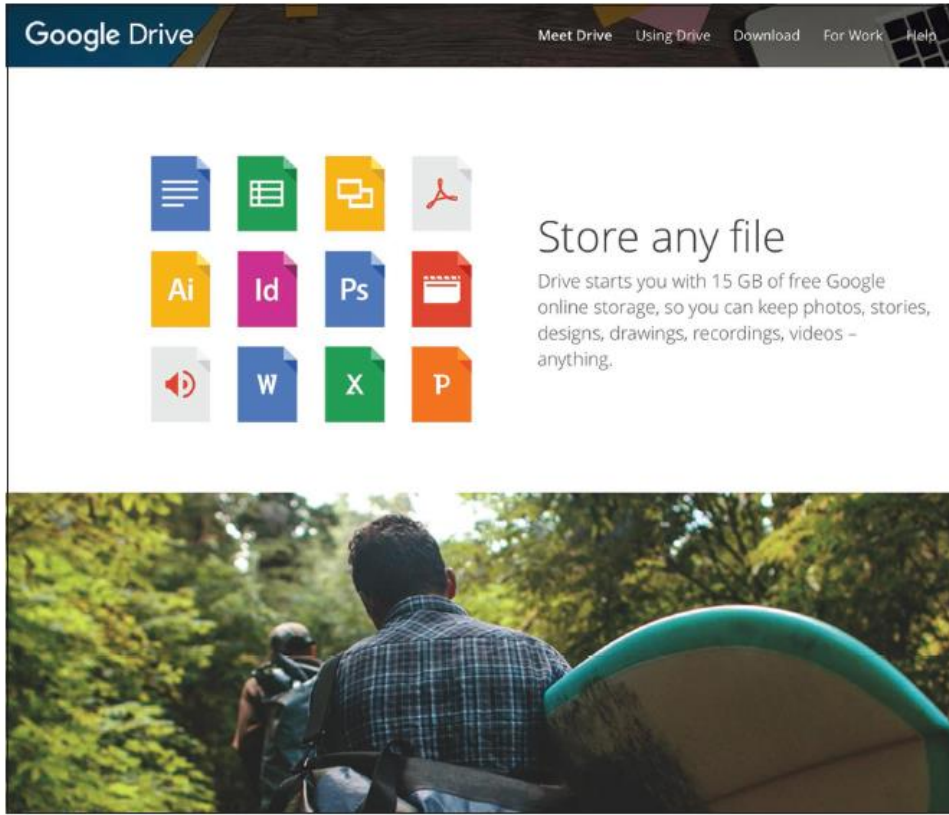 Google Drive
Meet Drive Using Drive Download For Work Help
Store any file
Drive starts you with 15 GB of free Google
online storage, so you can keep photos, stories,
designs, drawings, recordings, videos –
anything.
Ai Id Ps
W X P